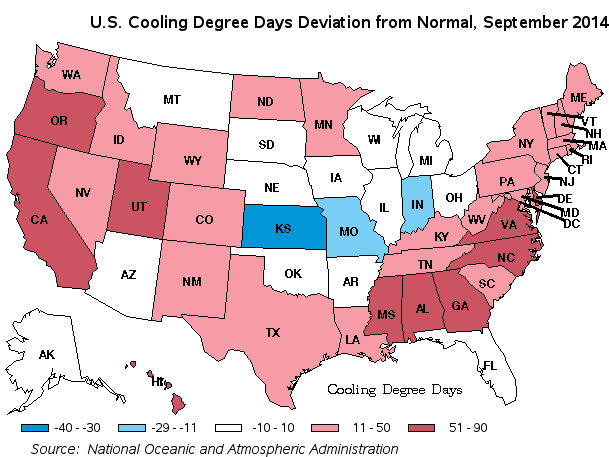 U.S. Cooling Degree Days Deviation from Normal, September 2014
WA
MT
ND
MN
ME
OR
ID
SD
WI
VT
NH
NY
MA
WY
MI
RI
CT
IA
PA
NJ
NE
NV
UT
IL
IN
OH
DE
MD
CO
WV
VA
DC
CA
KS
MO
KY
NC
TN
AZ
NM
OK
AR
SC
MS
AL
GA
TX
LA
AK
FL
HI
Cooling Degree Days
-40 - -30
-29 - -11
-10 - 10
11 - 50
51 - 90
Source: National Oceanic and Atmospheric Administration